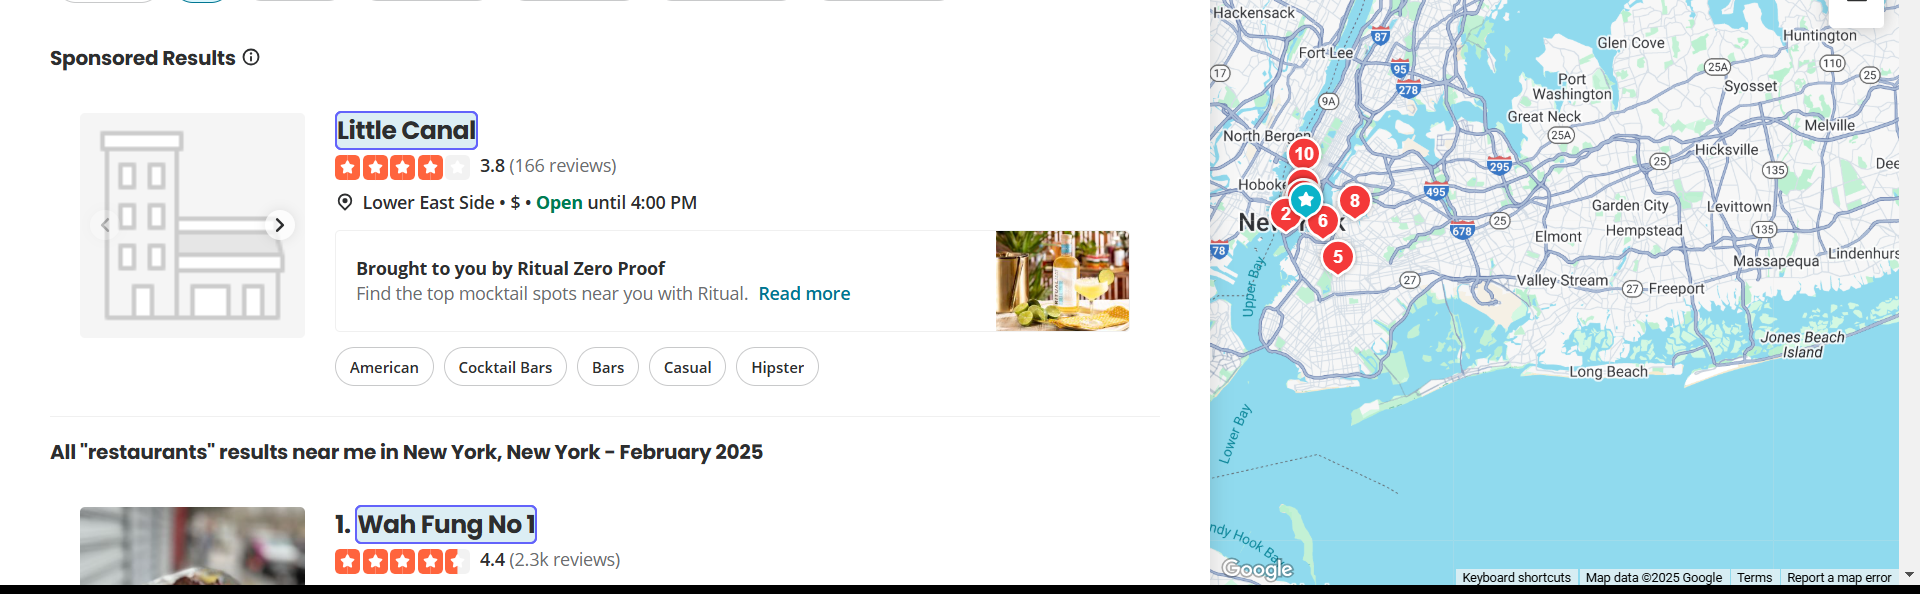 Sponsored Results
Little Canal
3.8 (166 reviews)
Lower East Side • $ • Open until 4:00 PM
Brought to you by Ritual Zero Proof
Find the top mocktail spots near you with Ritual. Read more
American
Cocktail Bars
Bars
Casual
Hipster
All "restaurants" results near me in New York, New York - February 2025
1. Wah Fung No 1
4.4 (2.3k reviews)
Hackensack
87
Huntington
Glen Cove
Fort Lee
17
95
25A
110
25
278
Port
Washington
Syosset
9A
Great Neck
Melville
North Bergen
25A
10
Hicksville
295
25
135
Dee
Hoboke
495
8
Garden City
Levittown
2
6
25
Ne
k
678
Elmont
Hempstead
135
78
5
Massapequa
Lindenhurs
27
Valley Stream
27
Freeport
Upper Bay
Jones Beach
Island
Long Beach
Lower Bay
ndy Hook Ba
Google
Keyboard shortcuts
Map data ©2025 Google
Terms
Report a map error